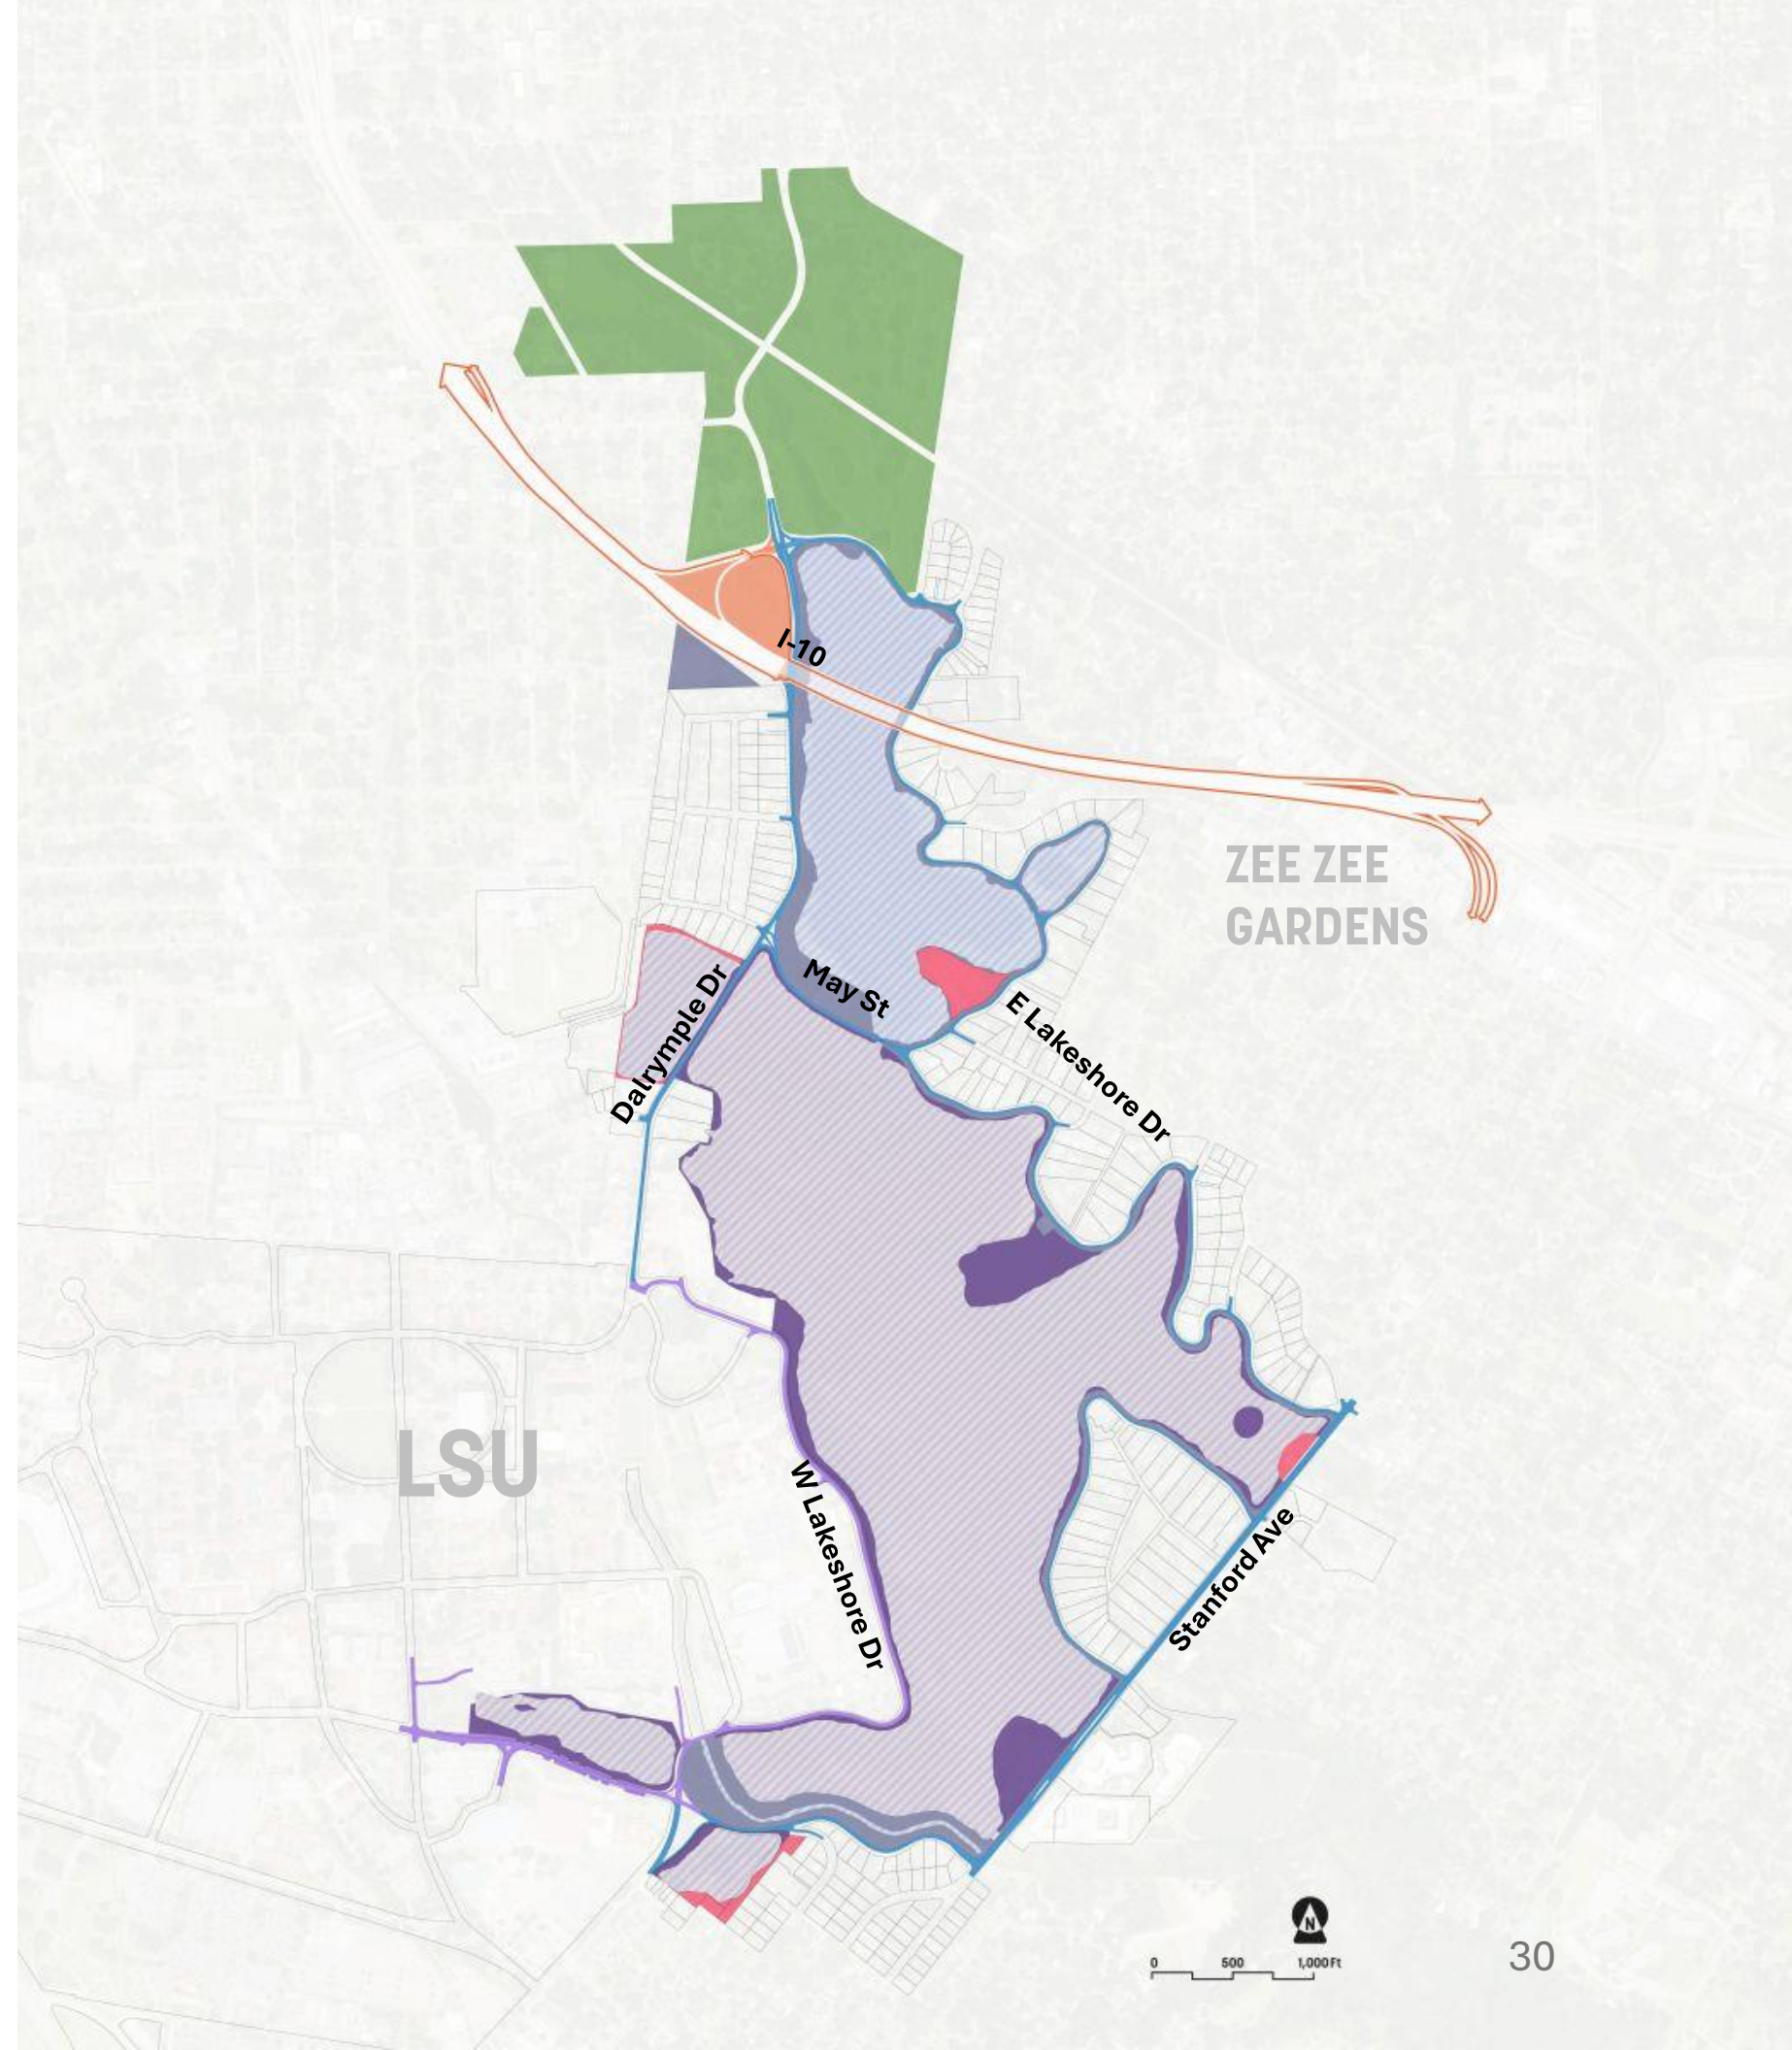 I-10
ZEE ZEE
GARDENS
May St
Dalrymple Dr
E Lakeshore Dr
LSU
W Lakeshore Dr
Stanford Ave
N
0 500 1,000 Ft
30